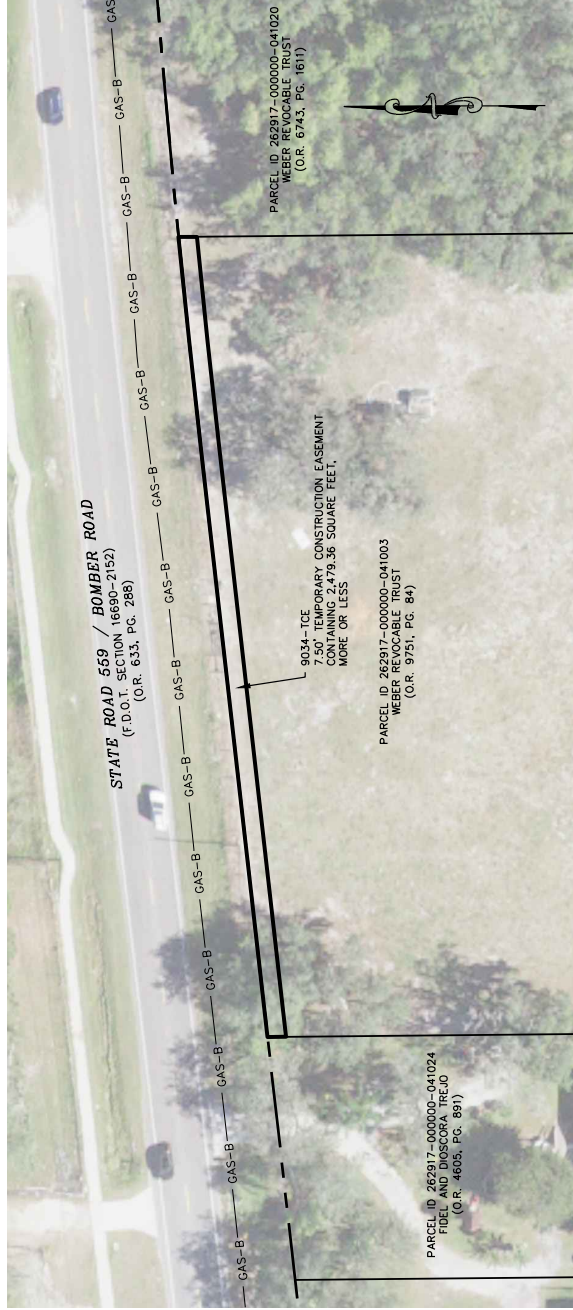 STATE ROAD 559 / BOMBER ROAD
(F.D.O.T. SECTION 16690-2152)
(O.R. 633, PG. 288)
GAS-B
GAS-B
GAS-B
GAS-B
GAS-B
GAS-B
GAS-B
GAS-B
GAS-B
GAS-B
GAS-B
GAS-B
GAS-B
GAS
9034-TCE
7.50' TEMPORARY CONSTRUCTION EASEMENT
CONTAINING 2,479.36 SQUARE FEET,
MORE OR LESS
PARCEL ID 262917-000000-041024
FIDEL AND DIOSCORA TREJO
(O.R. 4605, PG. 891)
PARCEL ID 262917-000000-041003
WEBER REVOCABLE TRUST
(O.R. 9751, PG. 84)
PARCEL ID 262917-000000-041020
WEBER REVOCABLE TRUST
(O.R. 6743, PG. 1611)